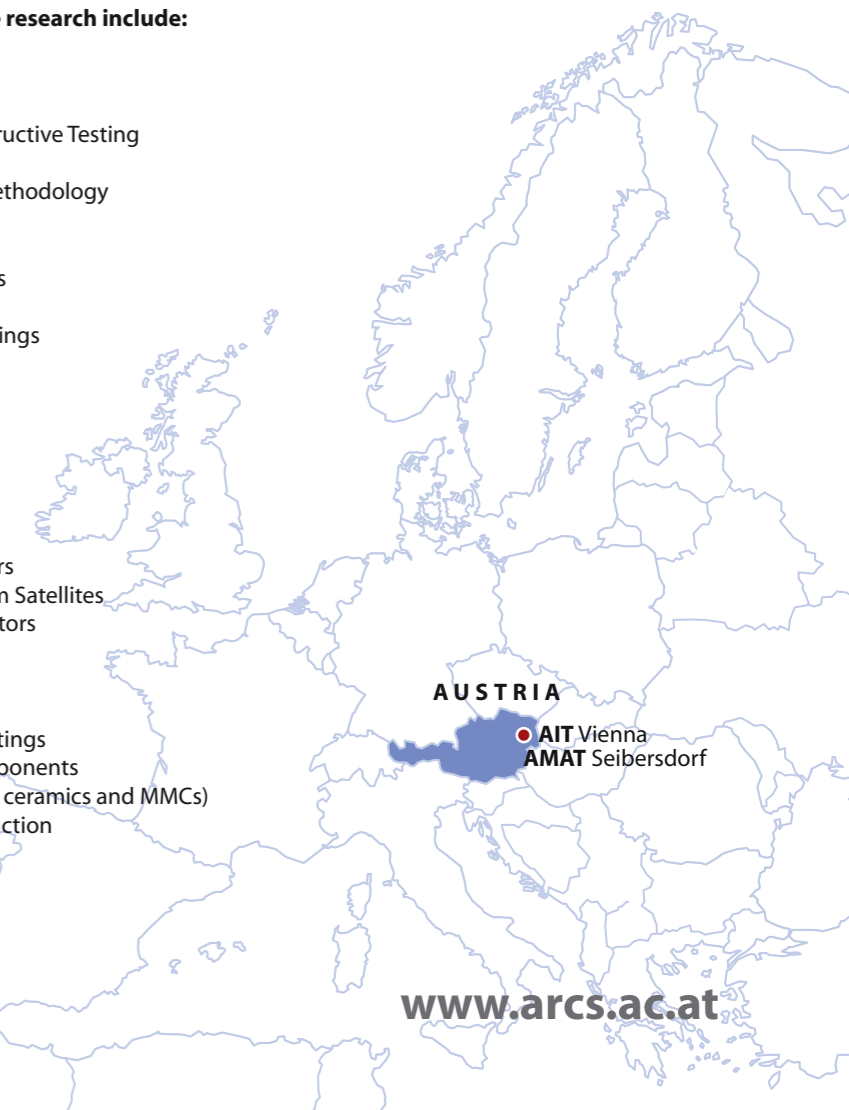 research include:
ructive Testing
ethodology
s
ings
rs
n Satellites
tors
AUSTRIA
AIT Vienna
AMAT Seibersdorf
tings
ponents
ceramics and MMCs)
ction
www.arcs.ac.at